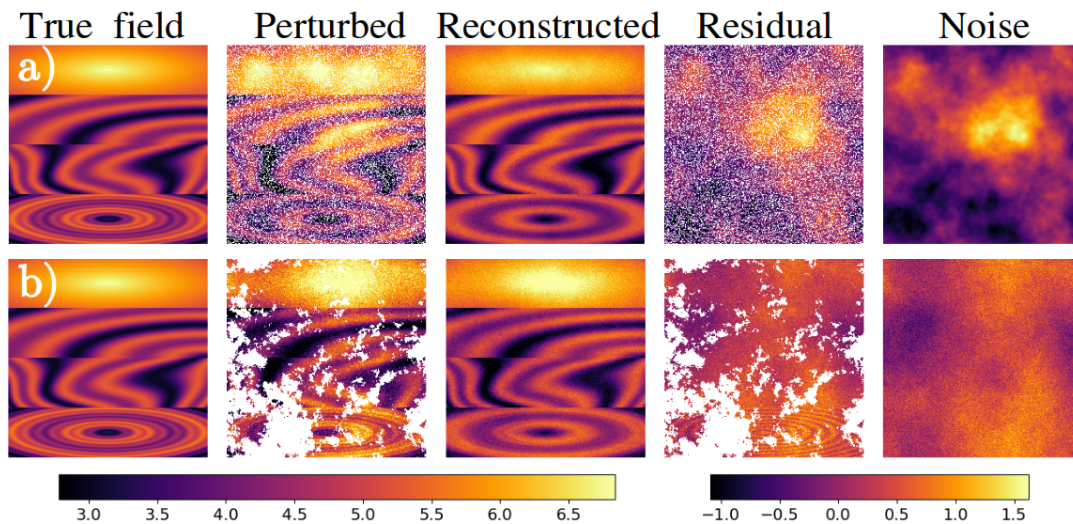 True field Perturbed Reconstructed Residual Noise
a)
b)
3.0 3.5 4.0 4.5 5.0 5.5 6.0 6.5
−1.0 −0.5 0.0 0.5 1.0 1.5